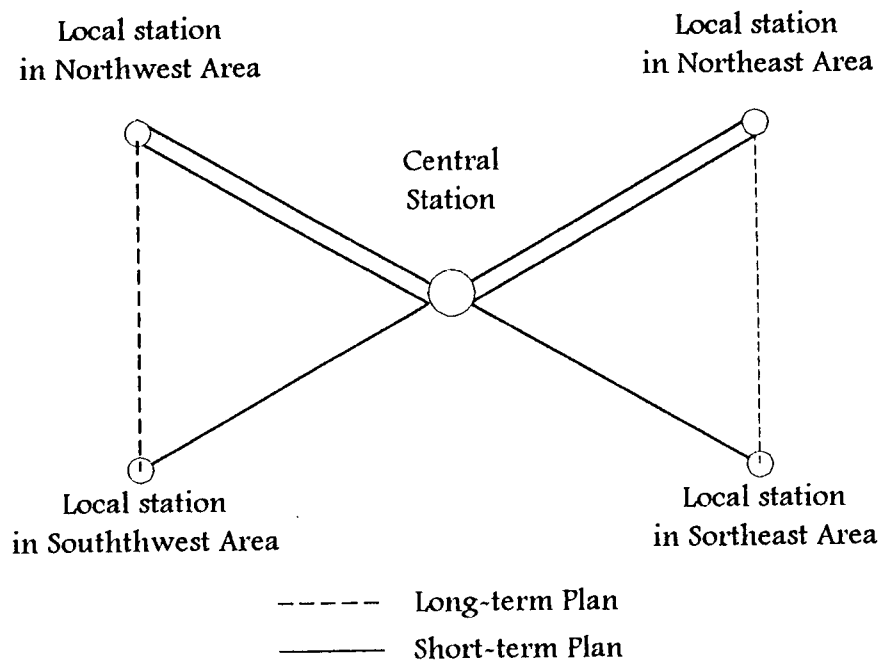 Local station
in Northwest Area
Local station
in Northeast Area
Central
Station
Local station
in Souththwest Area
Local station
in Sortheast Area
Long-term Plan
Short-term Plan